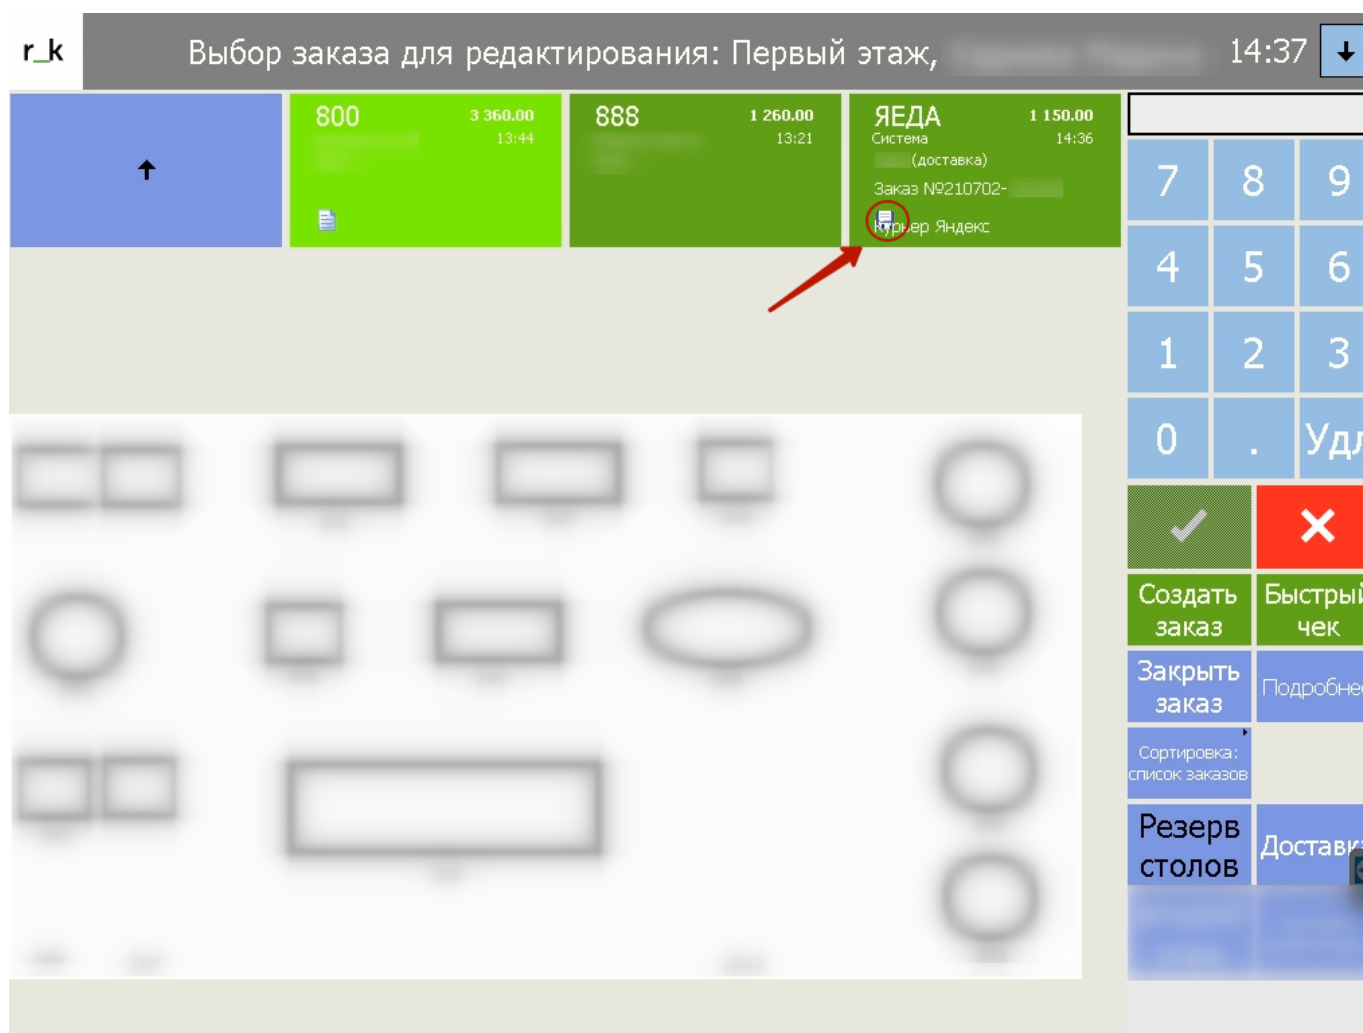 r_k
Выбор заказа для редактирования: Первый этаж,
14:37
800
3 360.00
13:44
888
1 260.00
13:21
ЯЕДА
1 150.00
Система
14:36
(доставка)
Заказ №210702-
Курьер Яндекс
7 8 9
4 5 6
1 2 3
0 . Удл
Создать
заказ
Быстрый
чек
Закрыть
заказ
Подробнее
Сортировка:
список заказов
Резерв
столов
Доставк